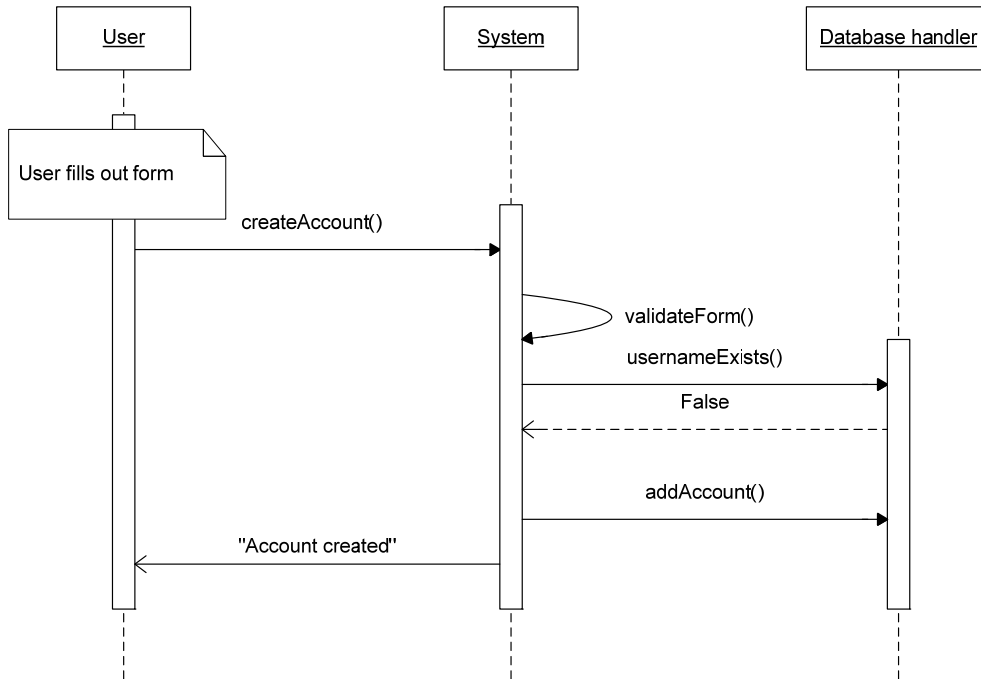 User
System
Database handler
User fills out form
createAccount()
validateForm()
usernameExists()
False
addAccount()
"Account created"